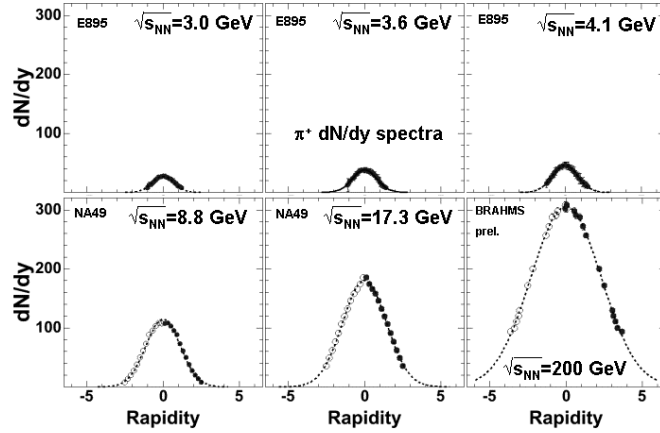 300
200
100
dN/dy
E895 √sNN=3.0 GeV
E895 √sNN=3.6 GeV
π+ dN/dy spectra
E895 √sNN=4.1 GeV
300
200
100
0
dN/dy
NA49 √sNN=8.8 GeV
NA49 √sNN=17.3 GeV
BRAHMS
prel.
√sNN=200 GeV
-5 0 5
-5 0 5
-5 0 5
Rapidity
Rapidity
Rapidity